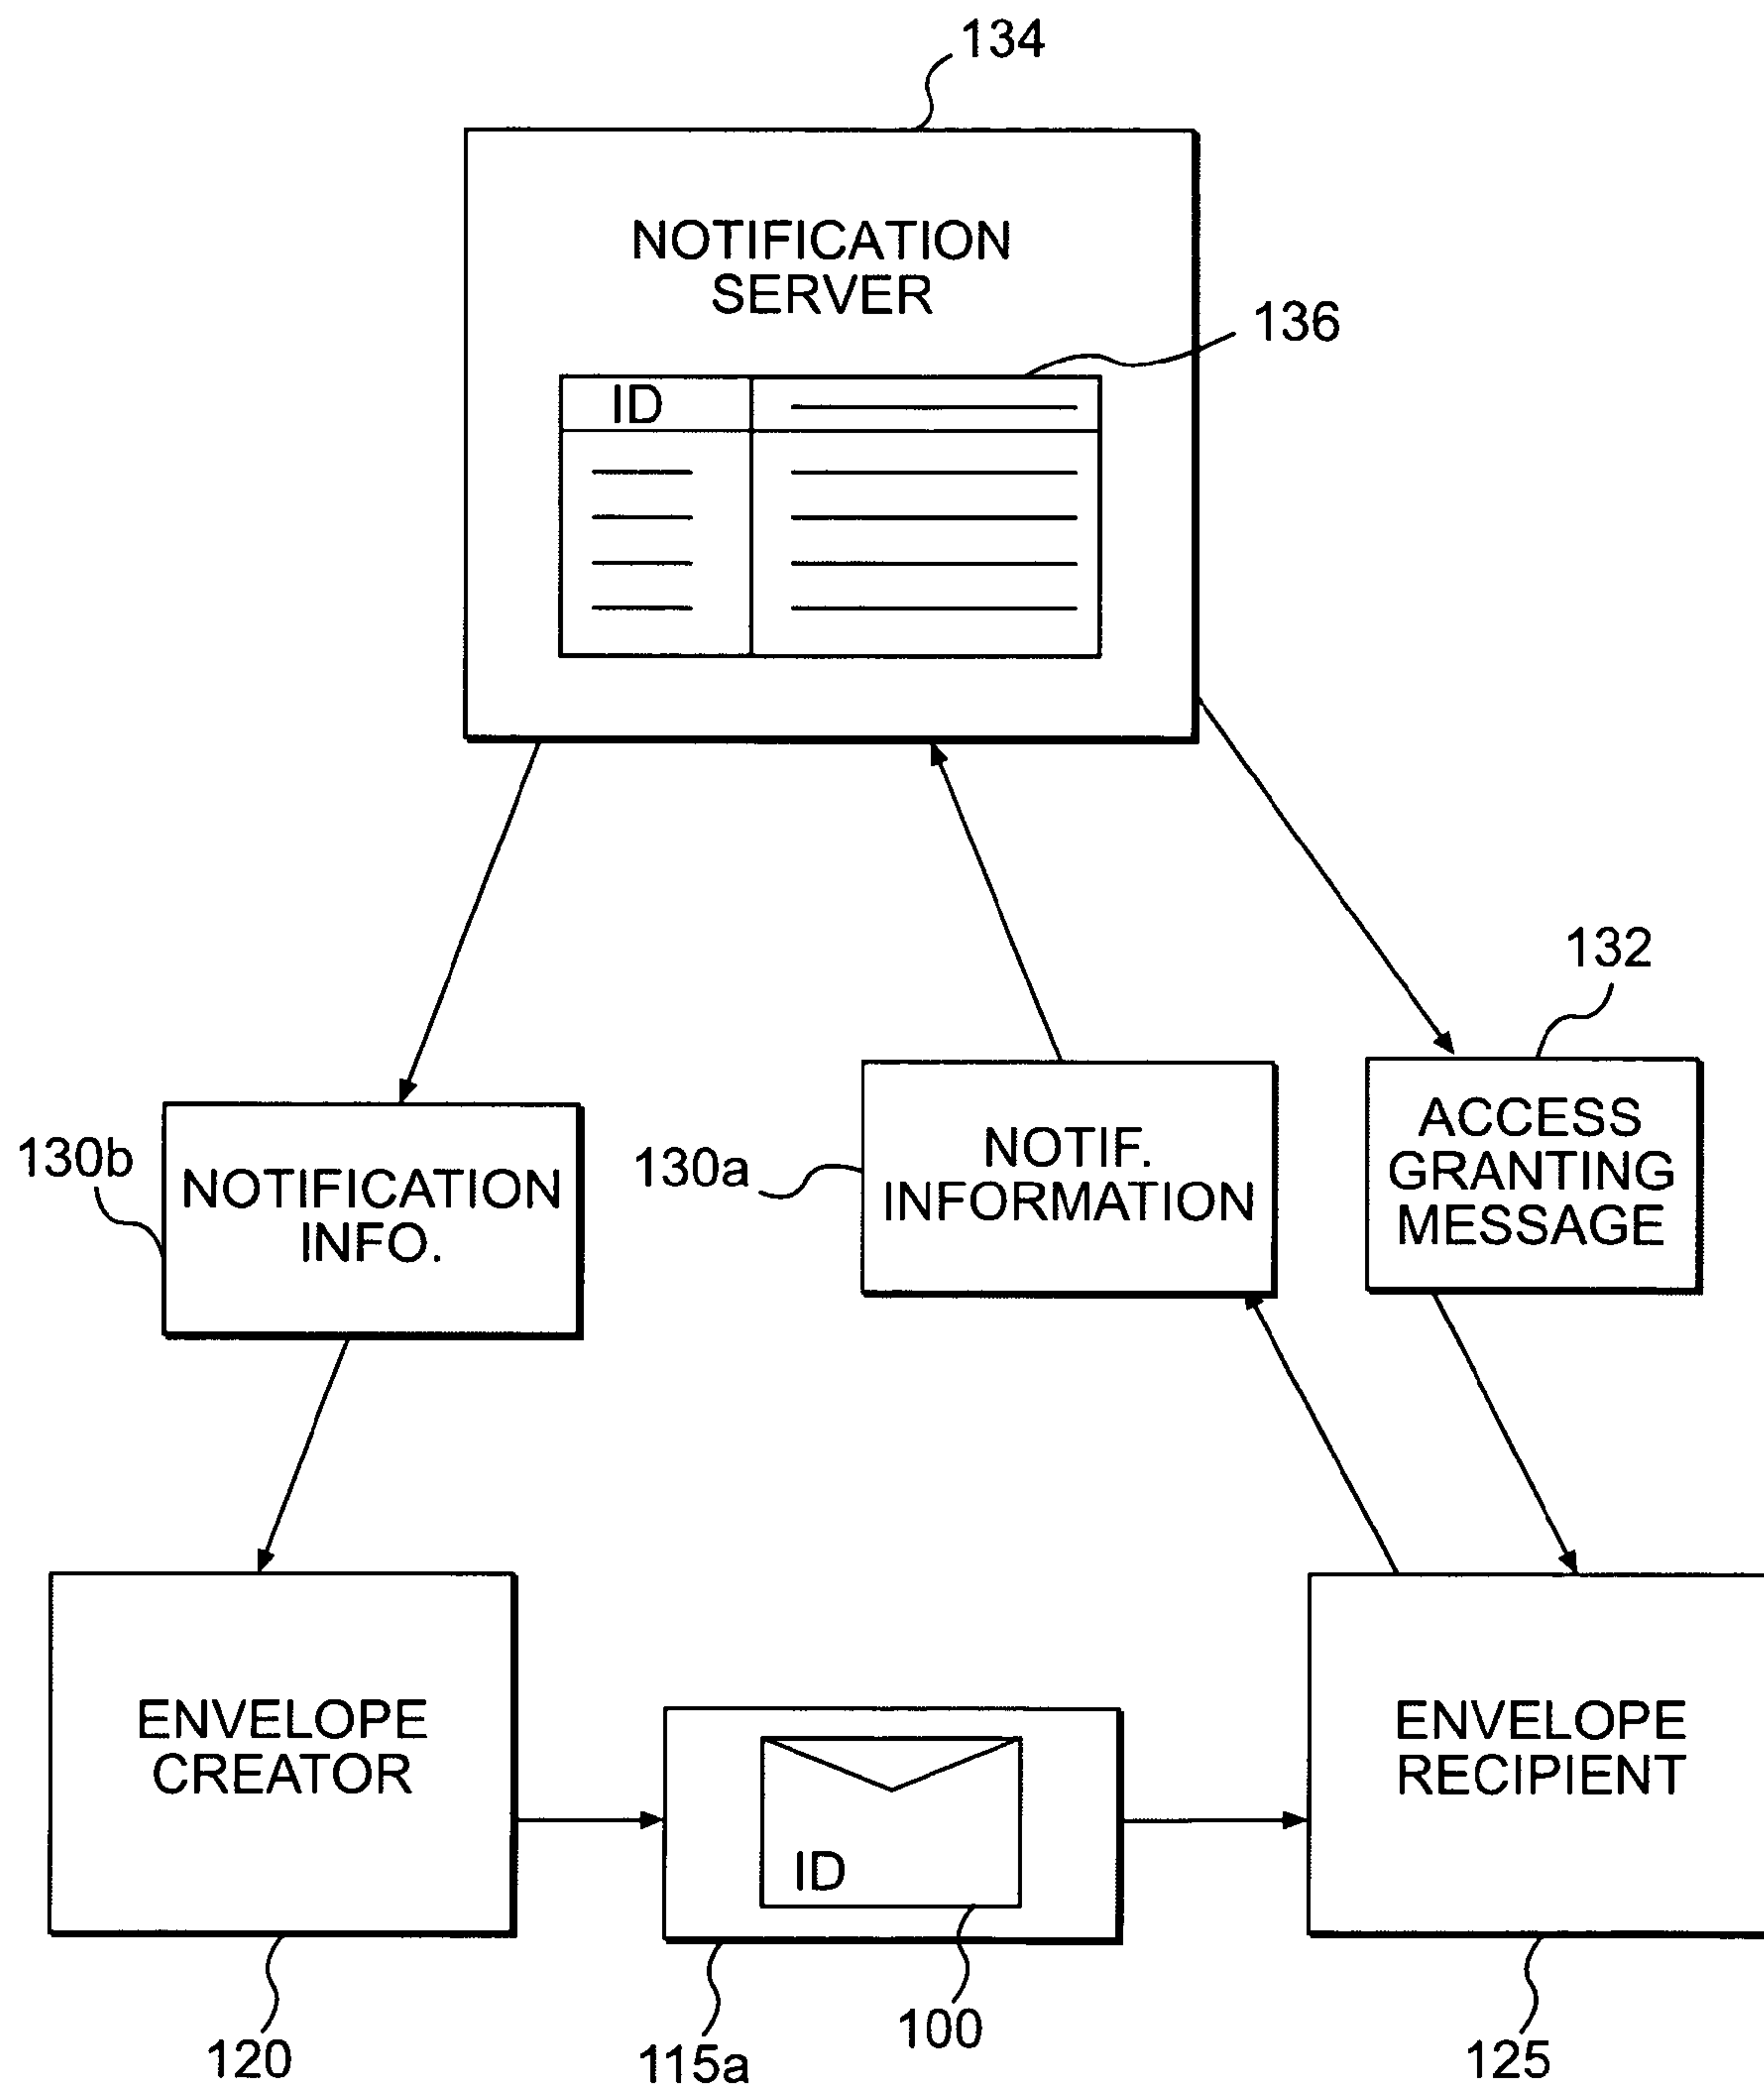 134
NOTIFICATION
SERVER
136
ID
132
130b
NOTIFICATION
INFO.
130a
NOTIF.
INFORMATION
ACCESS
GRANTING
MESSAGE
ENVELOPE
CREATOR
ID
ENVELOPE
RECIPIENT
120
115a
100
125